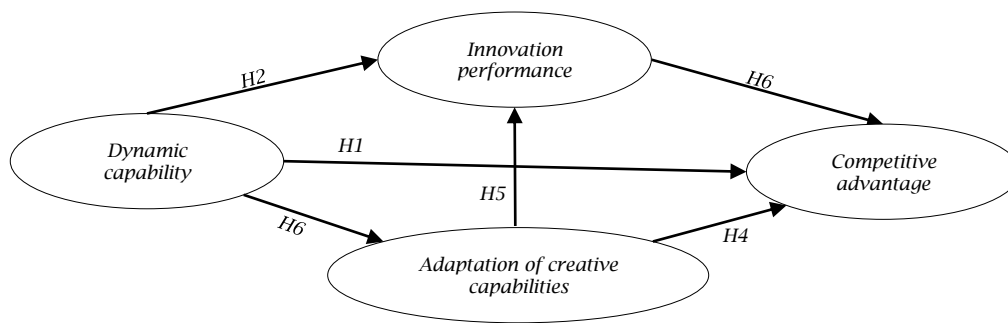 Innovation
performance
H2
H6
Dynamic
capability
H1
Competitive
advantage
H5
H6
H4
Adaptation of creative
capabilities